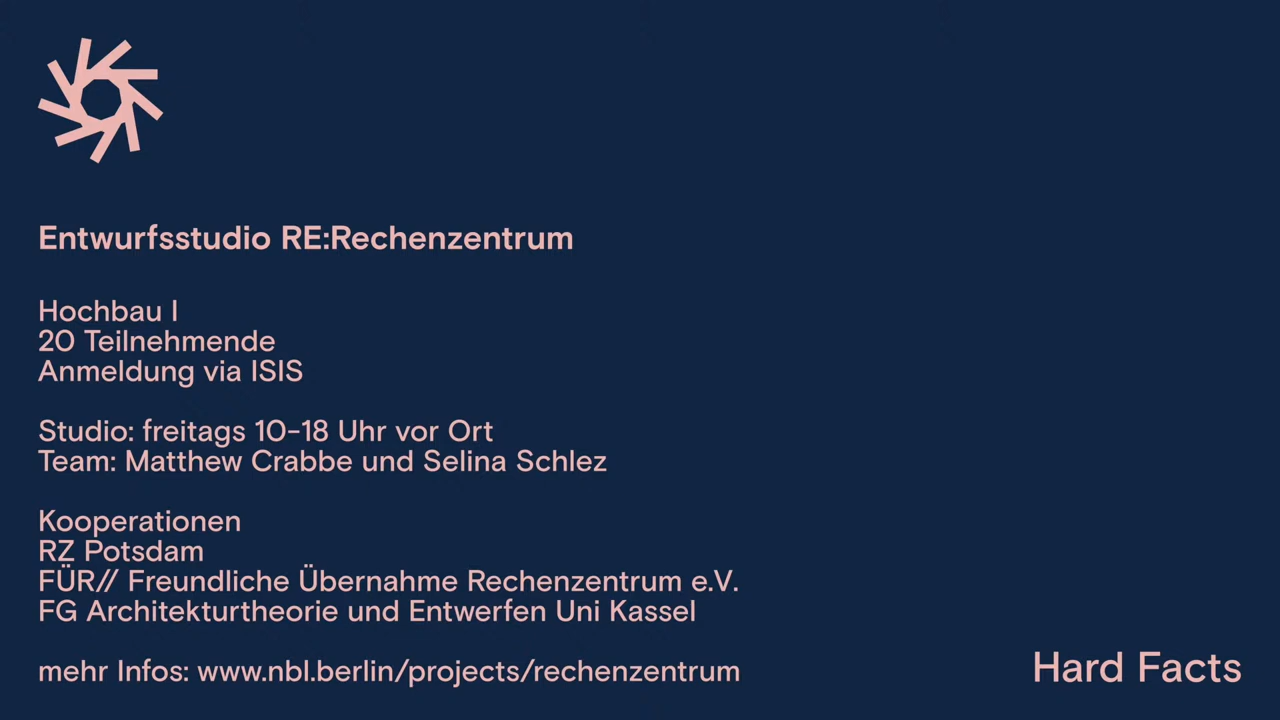 Entwurfsstudio RE:Rechenzentrum
Hochbau I
20 Teilnehmende
Anmeldung via ISIS
Studio: freitags 10–18 Uhr vor Ort
Team: Matthew Crabbe und Selina Schlez
Kooperationen
RZ Potsdam
FÜR// Freundliche Übernahme Rechenzentrum e.V.
FG Architekturtheorie und Entwerfen Uni Kassel
mehr Infos: www.nbl.berlin/projects/rechenzentrum
Hard Facts